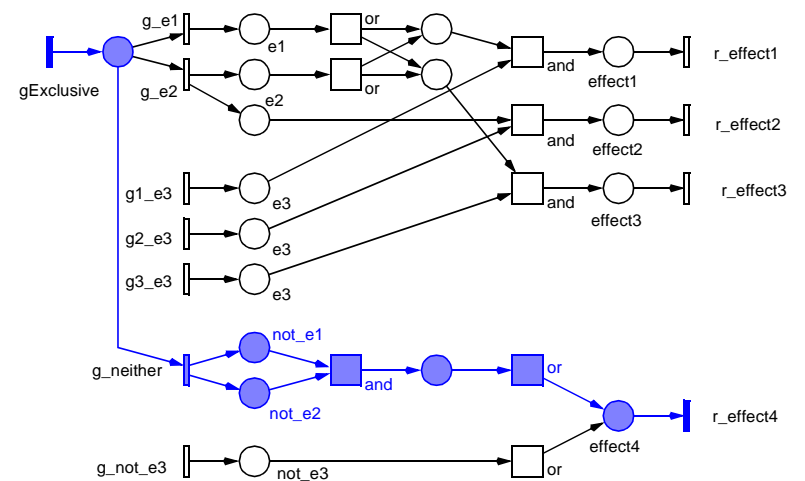 g_e1
e1
or
gExclusive
g_e2
e2
or
and
effect1
r_effect1
and
effect2
r_effect2
g1_e3
e3
and
effect3
r_effect3
g2_e3
e3
g3_e3
e3
g_neither
not_e1
not_e2
and
or
effect4
r_effect4
g_not_e3
not_e3
or